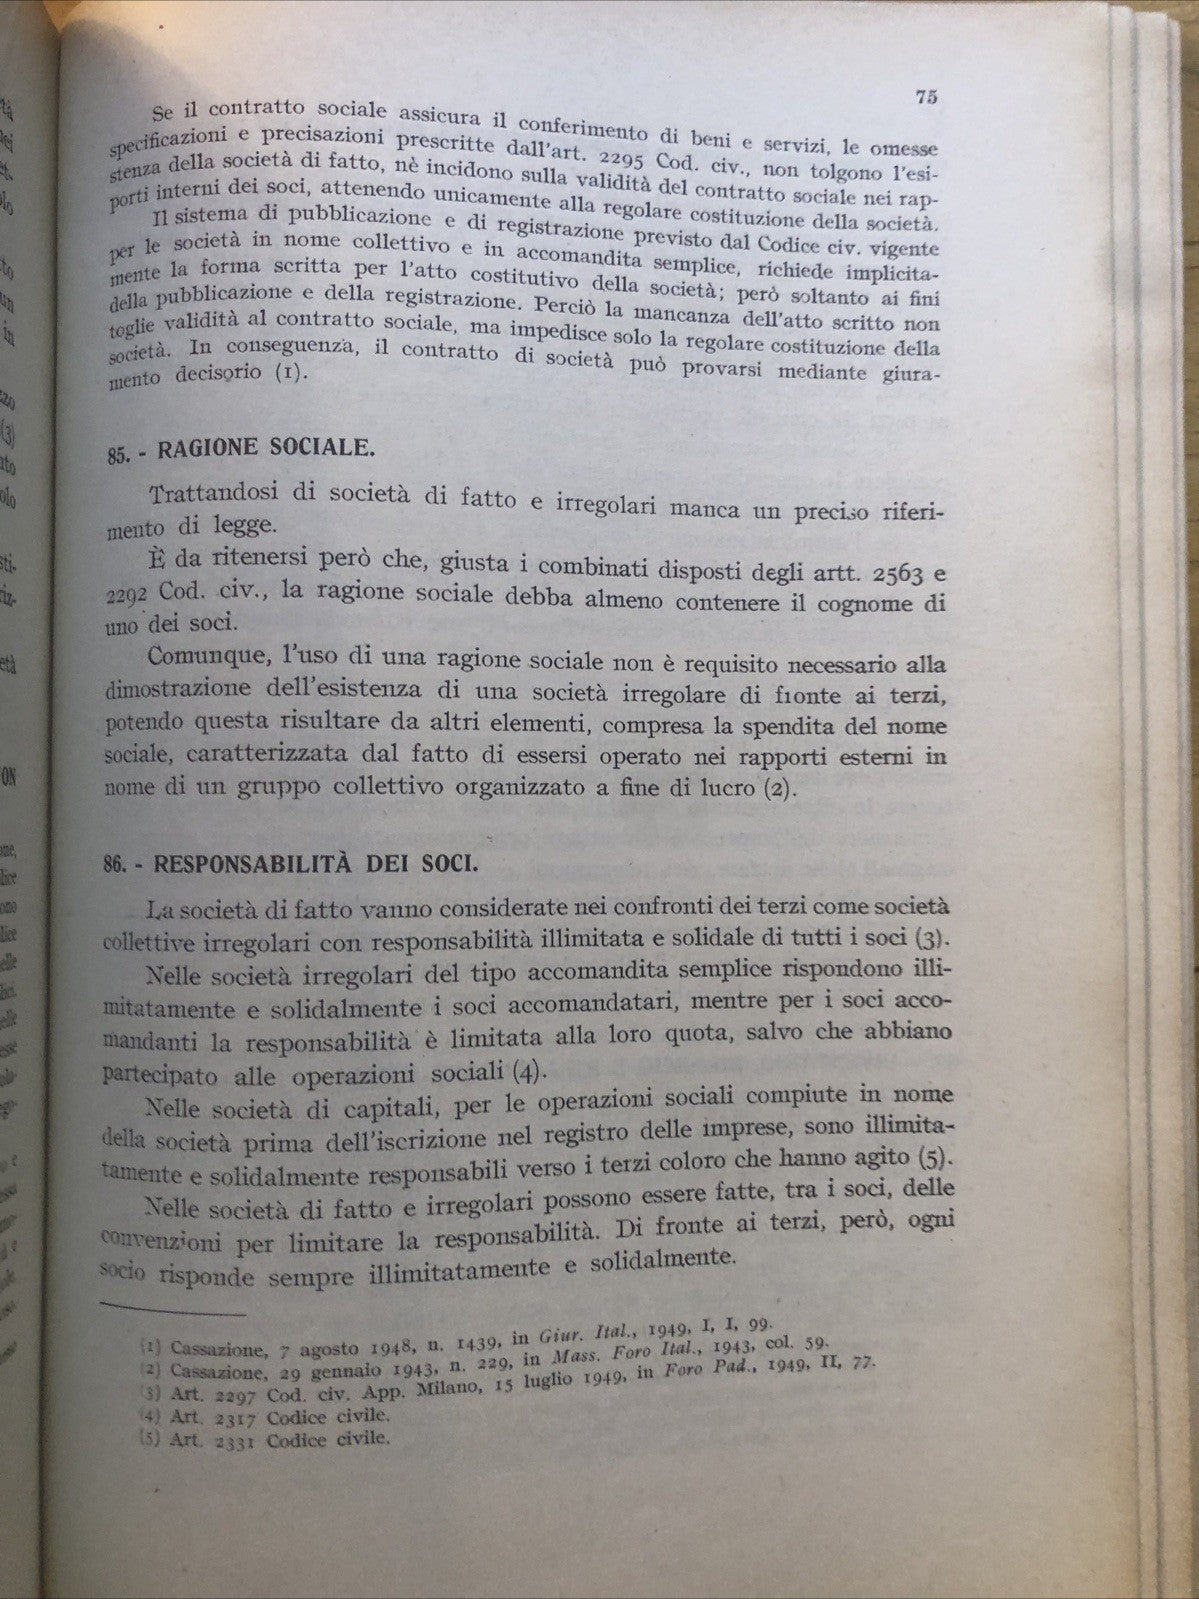 75
Se il contratto sociale assicura il conferimento di beni e servizi, le omesse
specificazioni e precisazioni prescritte dall'art. 2295 Cod. civ., non tolgono l'esi-
stenza della società di fatto, nè incidono sulla validità del contratto sociale nei rap-
porti interni dei soci, attenendo unicamente alla regolare costituzione della società.
Il sistema di pubblicazione e di registrazione previsto dal Codice civ. vigente
per le società in nome collettivo e in accomandita semplice, richiede implicita-
mente la forma scritta per l'atto costitutivo della società; però soltanto ai fini
della pubblicazione e della registrazione. Perciò la mancanza dell'atto scritto non
toglie validità al contratto sociale, ma impedisce solo la regolare costituzione della
società. In conseguenza, il contratto di società può provarsi mediante giura-
mento decisorio (1).
85. - RAGIONE SOCIALE.
Trattandosi di società di fatto e irregolari manca un preciso riferi-
mento di legge.
È da ritenersi però che, giusta i combinati disposti degli artt. 2563 e
2292 Cod. civ., la ragione sociale debba almeno contenere il cognome di
uno dei soci.
Comunque, l'uso di una ragione sociale non è requisito necessario alla
dimostrazione dell'esistenza di una società irregolare di fronte ai terzi,
potendo questa risultare da altri elementi, compresa la spendita del nome
sociale, caratterizzata dal fatto di essersi operato nei rapporti esterni in
nome di un gruppo collettivo organizzato a fine di lucro (2).
86. - RESPONSABILITÀ DEI SOCI.
La società di fatto vanno considerate nei confronti dei terzi come società
collettive irregolari con responsabilità illimitata e solidale di tutti i soci (3).
Nelle società irregolari del tipo accomandita semplice rispondono illi-
mitatamente e solidalmente i soci accomandatari, mentre per i soci acco-
mandanti la responsabilità è limitata alla loro quota, salvo che abbiano
partecipato alle operazioni sociali (4).
Nelle società di capitali, per le operazioni sociali compiute in nome
della società prima dell'iscrizione nel registro delle imprese, sono illimita-
tamente e solidalmente responsabili verso i terzi coloro che hanno agito (5).
Nelle società di fatto e irregolari possono essere fatte, tra i soci, delle
convenzioni per limitare la responsabilità. Di fronte ai terzi, però, ogni
socio risponde sempre illimitatamente e solidalmente.
(1) Cassazione, 7 agosto 1948, n. 1439, in Giur. Ital., 1949, I, I, 99.
(2) Cassazione, 29 gennaio 1943, n. 229, in Mass. Foro Ital., 1943, col. 59.
(3) Art. 2297 Cod. civ. App. Milano, 15 luglio 1949, in Foro Pad., 1949, II, 77.
(4) Art. 2317 Codice civile.
(5) Art. 2331 Codice civile.